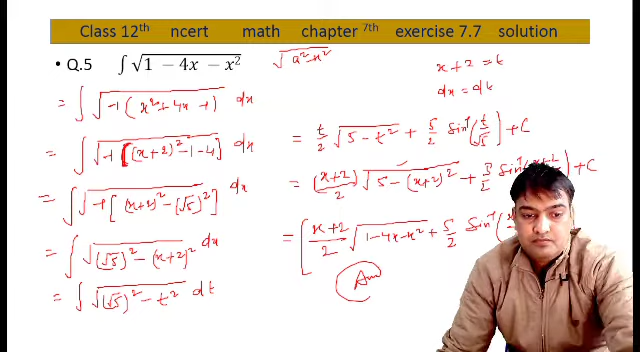 Class 12th ncert math chapter 7th exercise 7.7 solution
• Q.5 ∫ √(1 − 4x − x²)
√(a²−x²)
x+2 = t
dx = dt
= ∫ √(−1(x²+4x−1)) dx
= ∫ √(−1[(x+2)²−1−4]) dx
= ∫ √(−1[(x+2)²−(√5)²]) dx
= ∫ √((√5)²−(x+2)²) dx
= ∫ √((√5)²−t²) dt
= t/2 √(5−t²) + 5/2 sin⁻¹(t/√5) + C
= (x+2)/2 √(5−(x+2)²) + 5/2 sin⁻¹(x+2 + C
= [x+2/2 √(1−4x−x²) + 5/2 sin⁻¹(
Ans